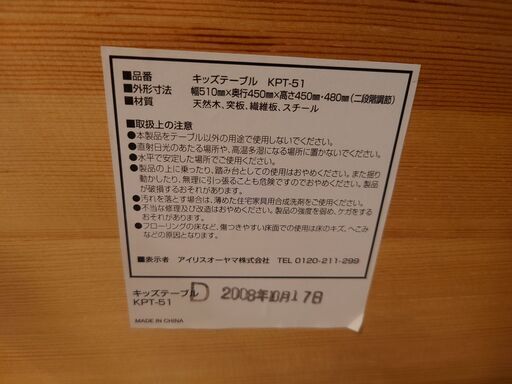 ■品番 キッズテーブル KPT-51
■外形寸法 幅510㎜×奥行450㎜×高さ450㎜・480㎜(二段階調節)
■材質 天然木、突板、繊維板、スチール
■取扱上の注意
●本製品をテーブル以外の用途で使用しないでください。
●直射日光のあたる場所や、高温多湿になる場所に置かないでください。
●水平で安定した場所でご使用ください。
●製品の上に乗ったり、踏み台としての使用はおやめください。また揺り
動かしたり、無理に引っ張ることも危険ですのでおやめください。製品
が破損するおそれがあります。
●汚れを落とす場合は、薄めた住宅家具用合成洗剤をご使用ください。
●不当な修理及び改造はおやめください。製品の強度を弱め、ケガをする
おそれがあります。
●フローリングの床など、傷つきやすい床面での使用は床のキズ、へこみ
などの原因となります。
■表示者 アイリスオーヤマ株式会社 TEL 0120-211-299
キッズテーブル
KPT-51
D 2008年10月17日
MADE IN CHINA